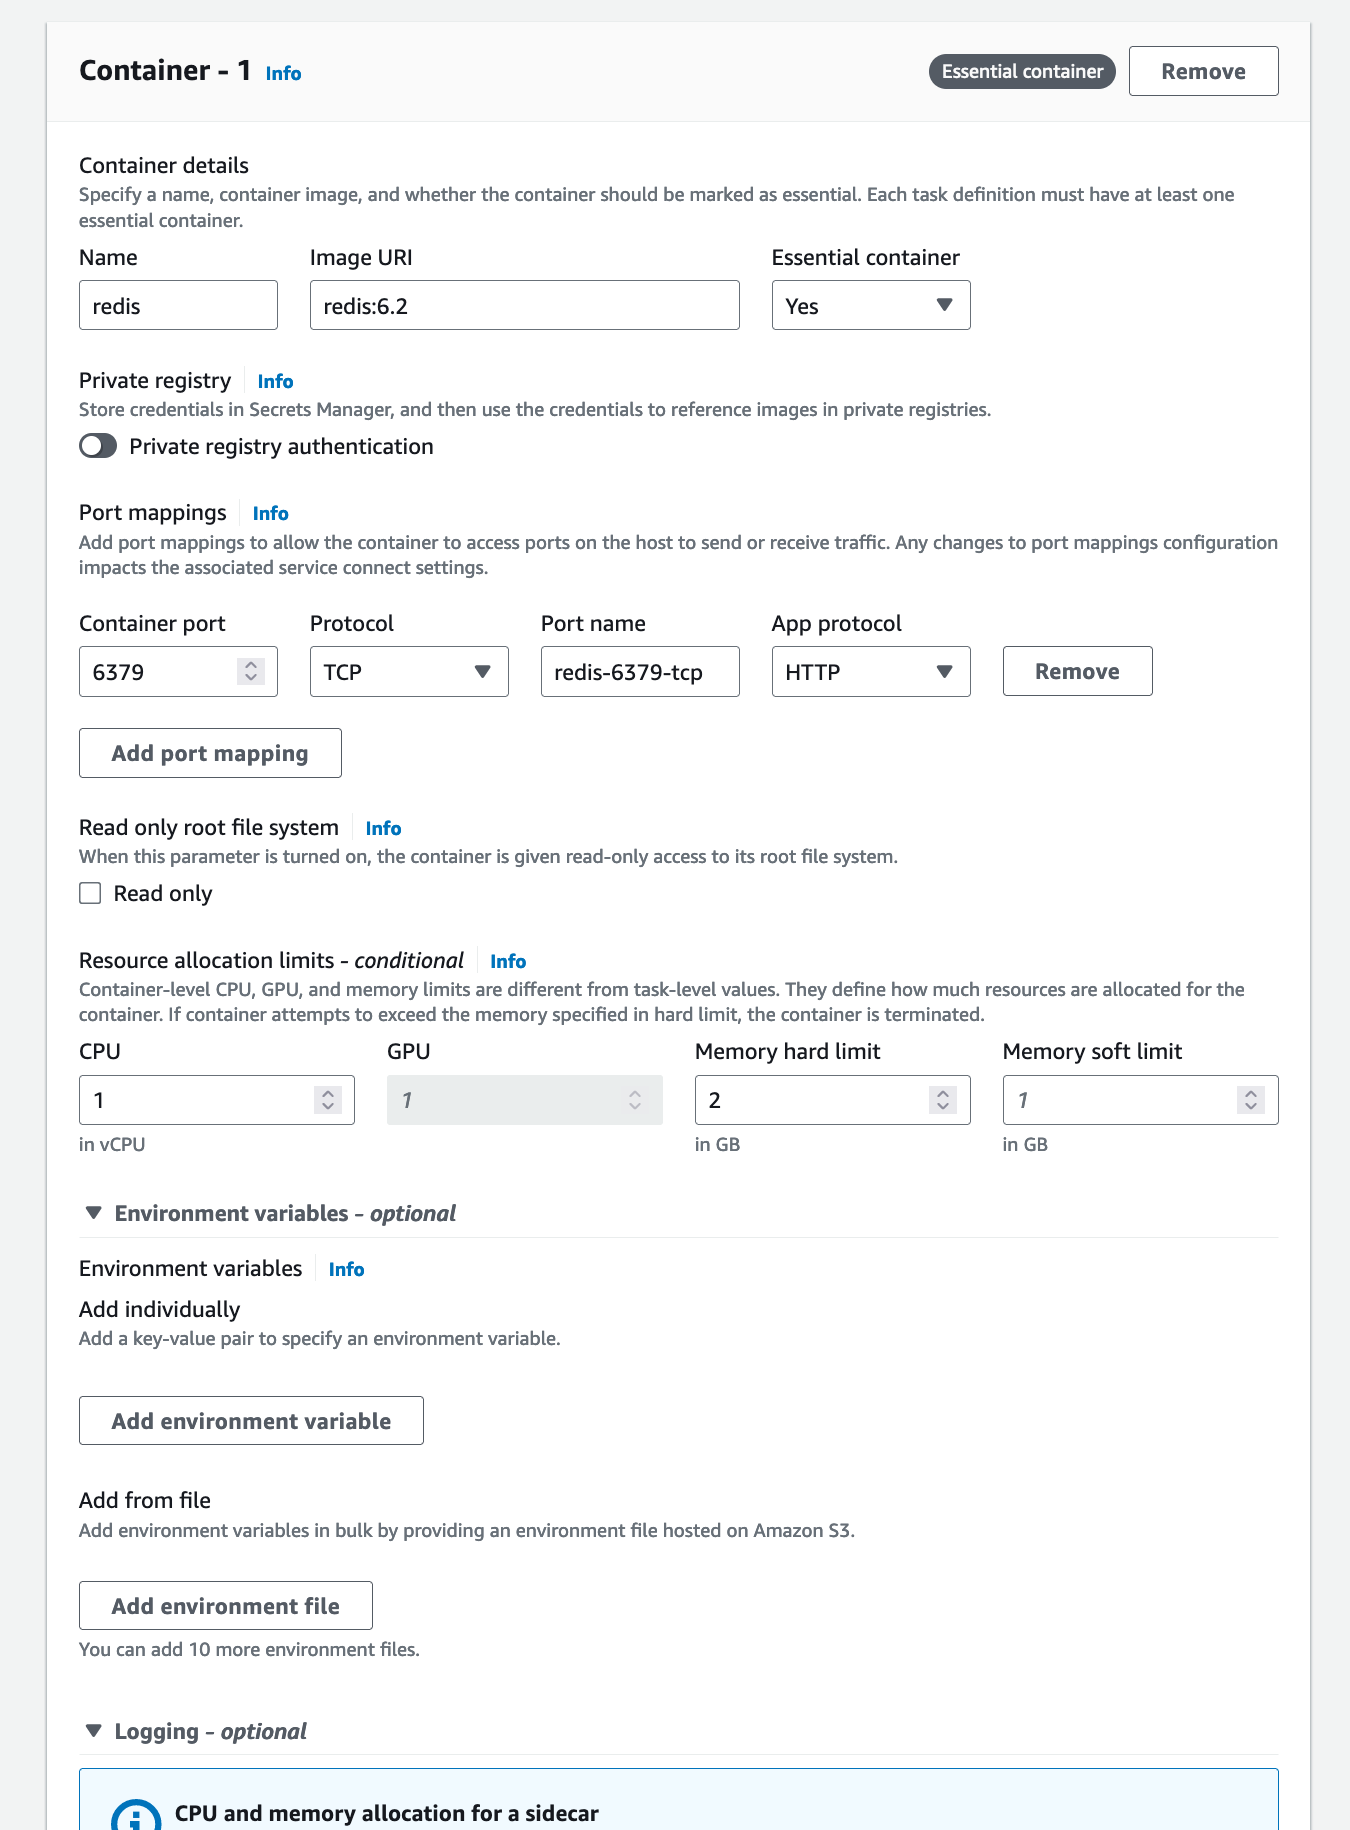 Container - 1 Info Essential container Remove
Container details
Specify a name, container image, and whether the container should be marked as essential. Each task definition must have at least one
essential container.
Name Image URI Essential container
redis redis:6.2 Yes
Private registry Info
Store credentials in Secrets Manager, and then use the credentials to reference images in private registries.
Private registry authentication
Port mappings Info
Add port mappings to allow the container to access ports on the host to send or receive traffic. Any changes to port mappings configuration
impacts the associated service connect settings.
Container port Protocol Port name App protocol
6379 TCP redis-6379-tcp HTTP Remove
Add port mapping
Read only root file system Info
When this parameter is turned on, the container is given read-only access to its root file system.
Read only
Resource allocation limits - conditional Info
Container-level CPU, GPU, and memory limits are different from task-level values. They define how much resources are allocated for the
container. If container attempts to exceed the memory specified in hard limit, the container is terminated.
CPU GPU Memory hard limit Memory soft limit
1 1 2 1
in vCPU in GB in GB
Environment variables - optional
Environment variables Info
Add individually
Add a key-value pair to specify an environment variable.
Add environment variable
Add from file
Add environment variables in bulk by providing an environment file hosted on Amazon S3.
Add environment file
You can add 10 more environment files.
Logging - optional
CPU and memory allocation for a sidecar